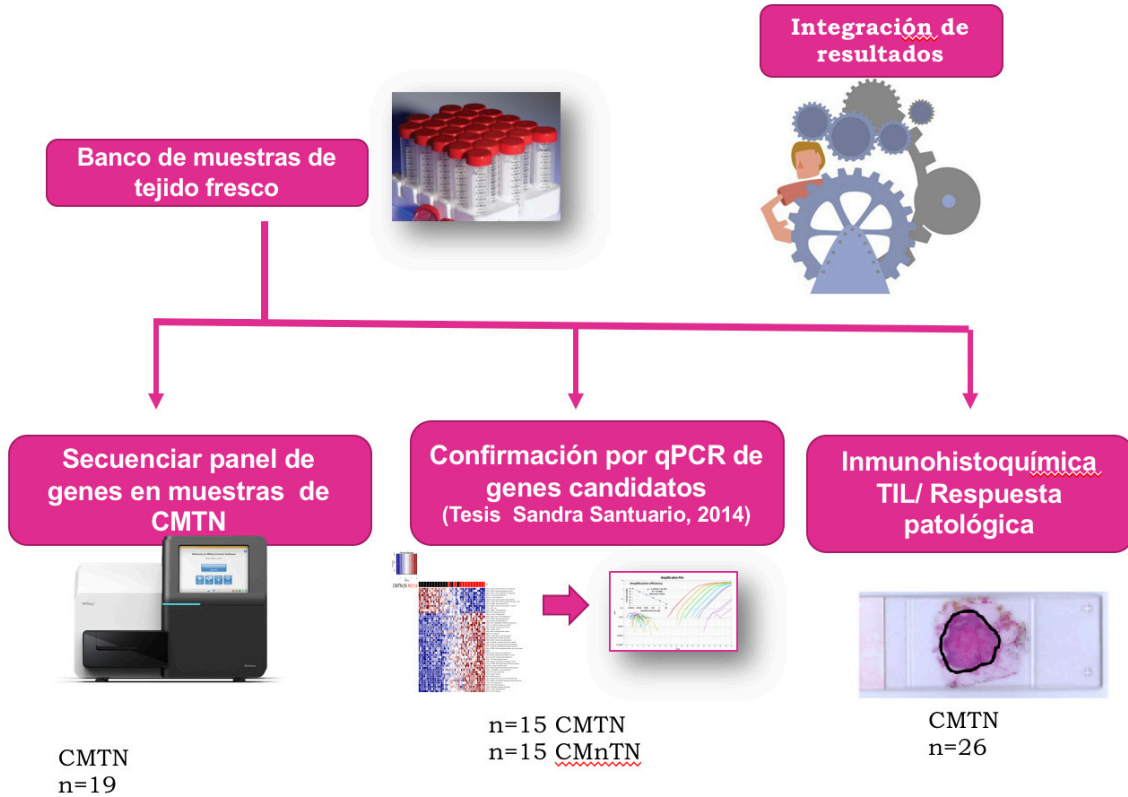 Integración de
resultados
Banco de muestras de
tejido fresco
Secuenciar panel de
genes en muestras de
CMTN
Confirmación por qPCR de
genes candidatos
(Tesis Sandra Santuario, 2014)
Inmunohistoquímica
TIL/ Respuesta
patológica
CMTN
n=19
n=15 CMTN
n=15 CMnTN
CMTN
n=26